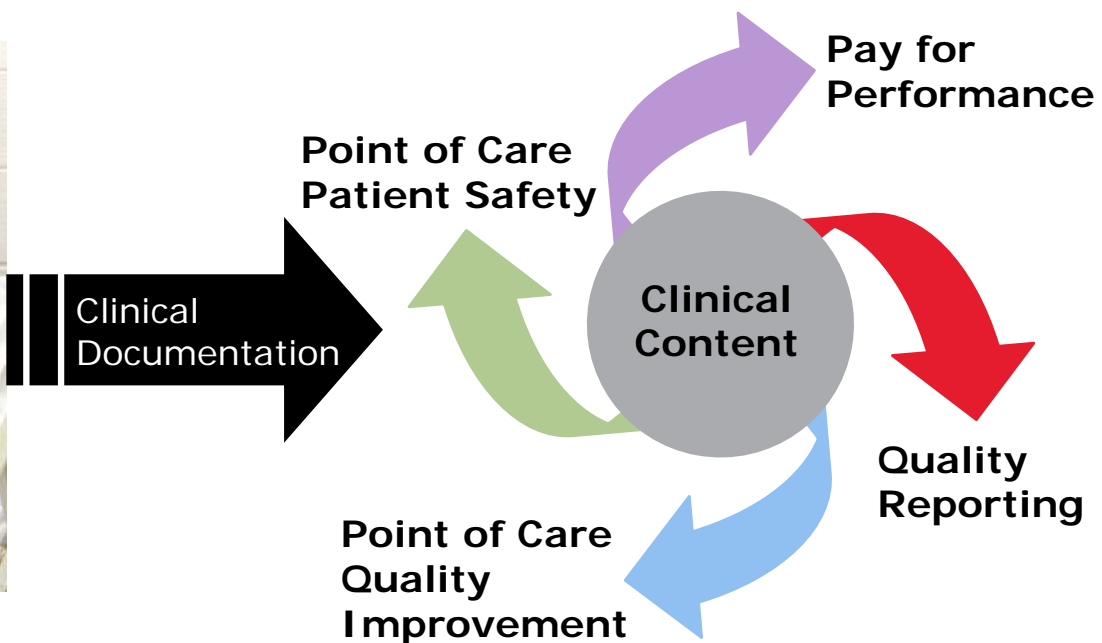 Pay for
Performance
Point of Care
Patient Safety
Clinical
Documentation
Clinical
Content
Quality
Reporting
Point of Care
Quality
Improvement